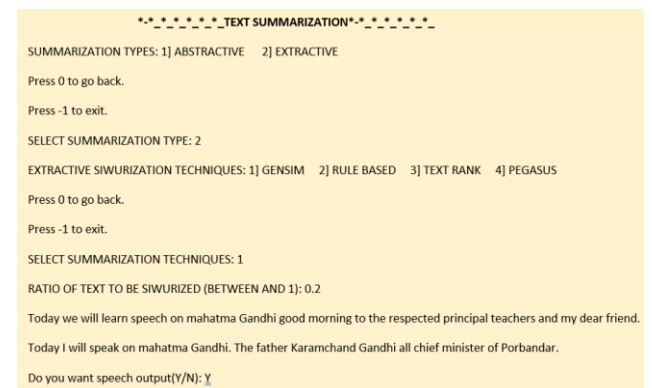 *-*_*_*_*_*_*_TEXT SUMMARIZATION*-*_*_*_*_*_*_
SUMMARIZATION TYPES: 1] ABSTRACTIVE 2] EXTRACTIVE
Press 0 to go back.
Press -1 to exit.
SELECT SUMMARIZATION TYPE: 2
EXTRACTIVE SIWURIZATION TECHNIQUES: 1] GENSIM 2] RULE BASED 3] TEXT RANK 4] PEGASUS
Press 0 to go back.
Press -1 to exit.
SELECT SUMMARIZATION TECHNIQUES: 1
RATIO OF TEXT TO BE SIWURIZED (BETWEEN AND 1): 0.2
Today we will learn speech on mahatma Gandhi good morning to the respected principal teachers and my dear friend.
Today I will speak on mahatma Gandhi. The father Karamchand Gandhi all chief minister of Porbandar.
Do you want speech output(Y/N): Y